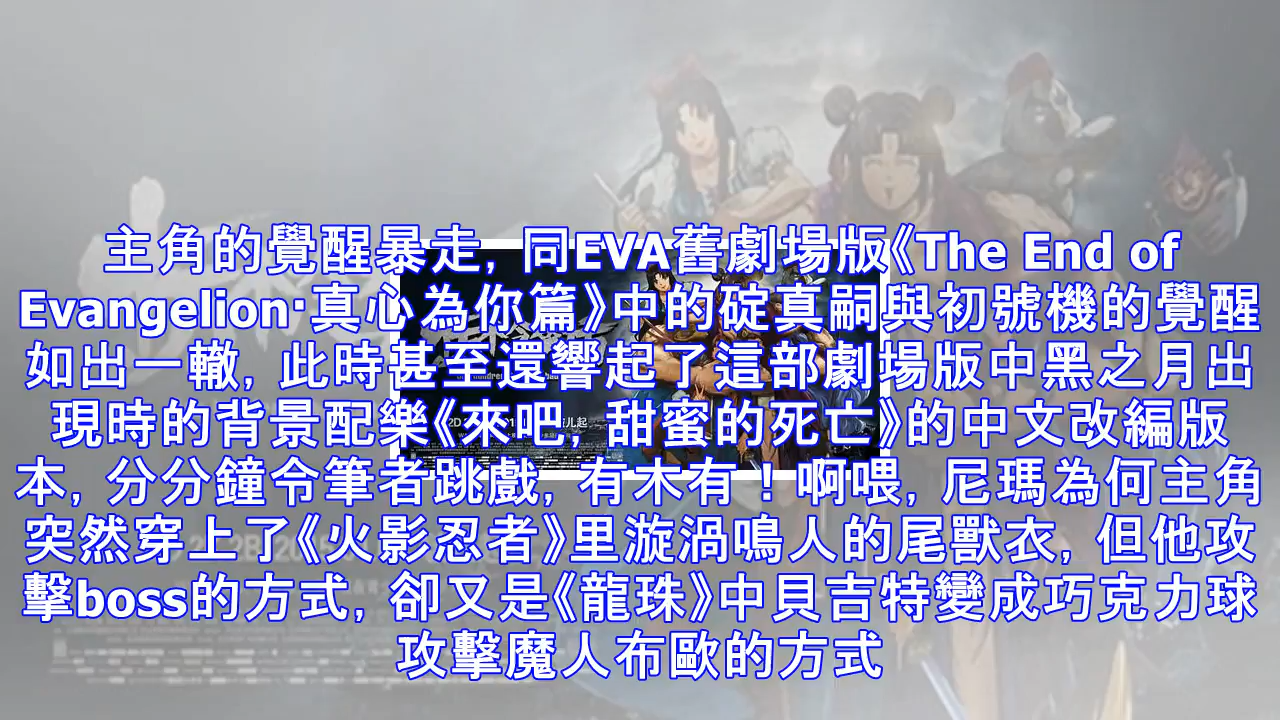 主角的覺醒暴走, 同EVA舊劇場版《The End of
Evangelion·真心為你篇》中的碇真嗣與初號機的覺醒
如出一轍, 此時甚至還響起了這部劇場版中黑之月出
現時的背景配樂《來吧, 甜蜜的死亡》的中文改編版
本, 分分鐘令筆者跳戲, 有木有！啊喂, 尼瑪為何主角
突然穿上了《火影忍者》里漩渦鳴人的尾獸衣, 但他攻
擊boss的方式, 卻又是《龍珠》中貝吉特變成巧克力球
攻擊魔人布歐的方式